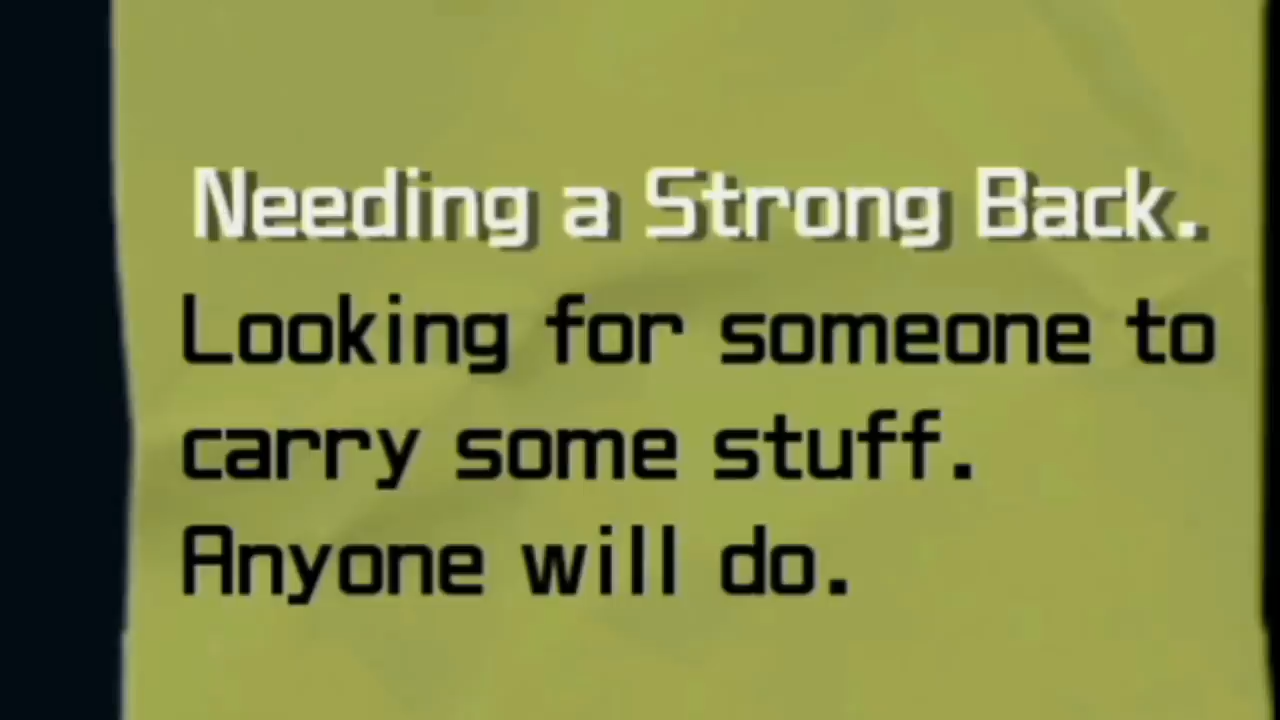 Needing a Strong Back.
Looking for someone to
carry some stuff.
Anyone will do.